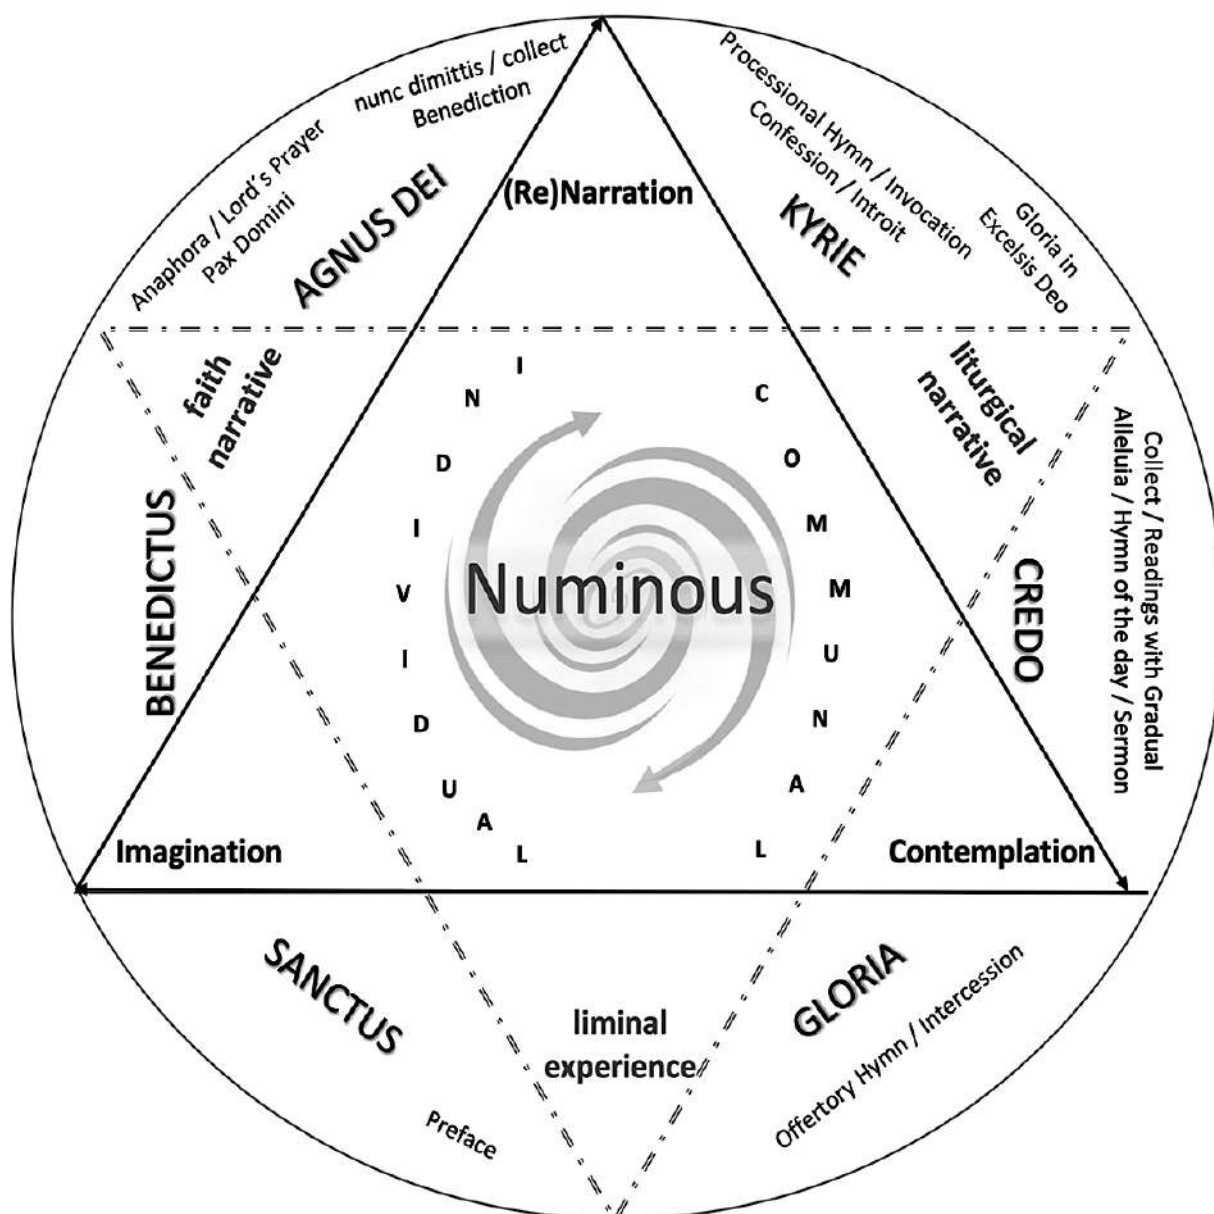 nunc dimittis / collect
Benediction
Anaphora / Lord's Prayer
Pax Domini
AGNUS DEI
(Re)Narration
Processional Hymn / Invocation
Confession / Introit
KYRIE
Gloria in
Excelsis Deo
faith
narrative
liturgical
narrative
INDIVIDUAL
COMMUNAL
Numinous
BENEDICTUS
CREDO
Collect / Readings with Gradual
Alleluia / Hymn of the day / Sermon
Imagination
Contemplation
SANCTUS
Preface
liminal
experience
GLORIA
Offertory Hymn / Intercession